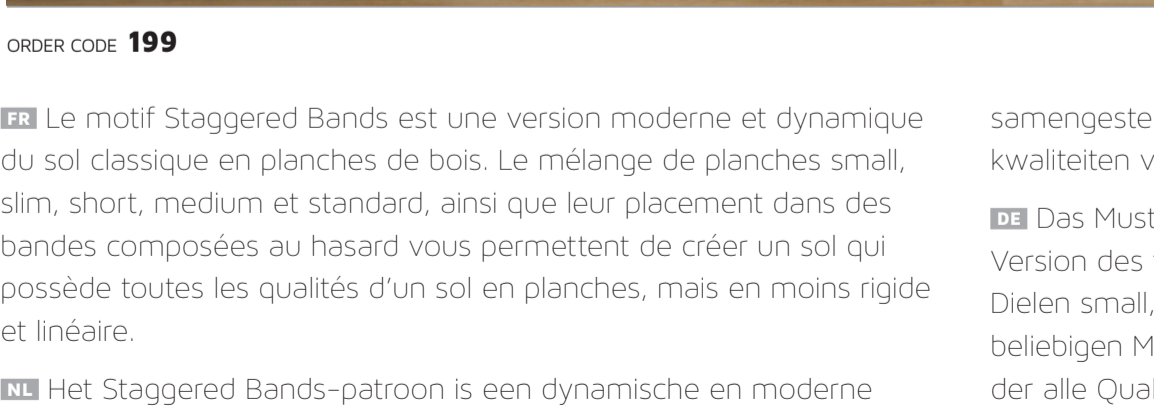 ORDER CODE 199
FR Le motif Staggered Bands est une version moderne et dynamique
du sol classique en planches de bois. Le mélange de planches small,
slim, short, medium et standard, ainsi que leur placement dans des
bandes composées au hasard vous permettent de créer un sol qui
possède toutes les qualités d’un sol en planches, mais en moins rigide
et linéaire.
NL Het Staggered Bands-patroon is een dynamische en moderne
kwaliteiten
DE Das
Version des
Dielen small,
beliebigen
der alle